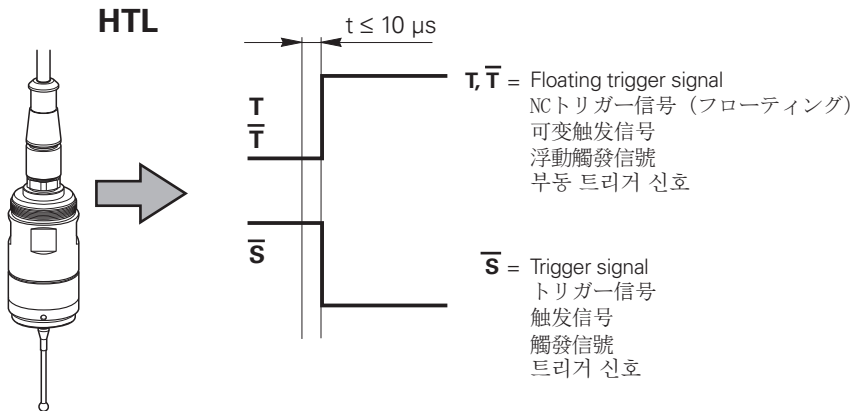 HTL
t ≤ 10 µs
T
T̅
S̅
T, T̅ = Floating trigger signal
NCトリガー信号（フローティング）
可变触发信号
浮動觸發信號
부동 트리거 신호
S̅ = Trigger signal
トリガー信号
触发信号
觸發信號
트리거 신호